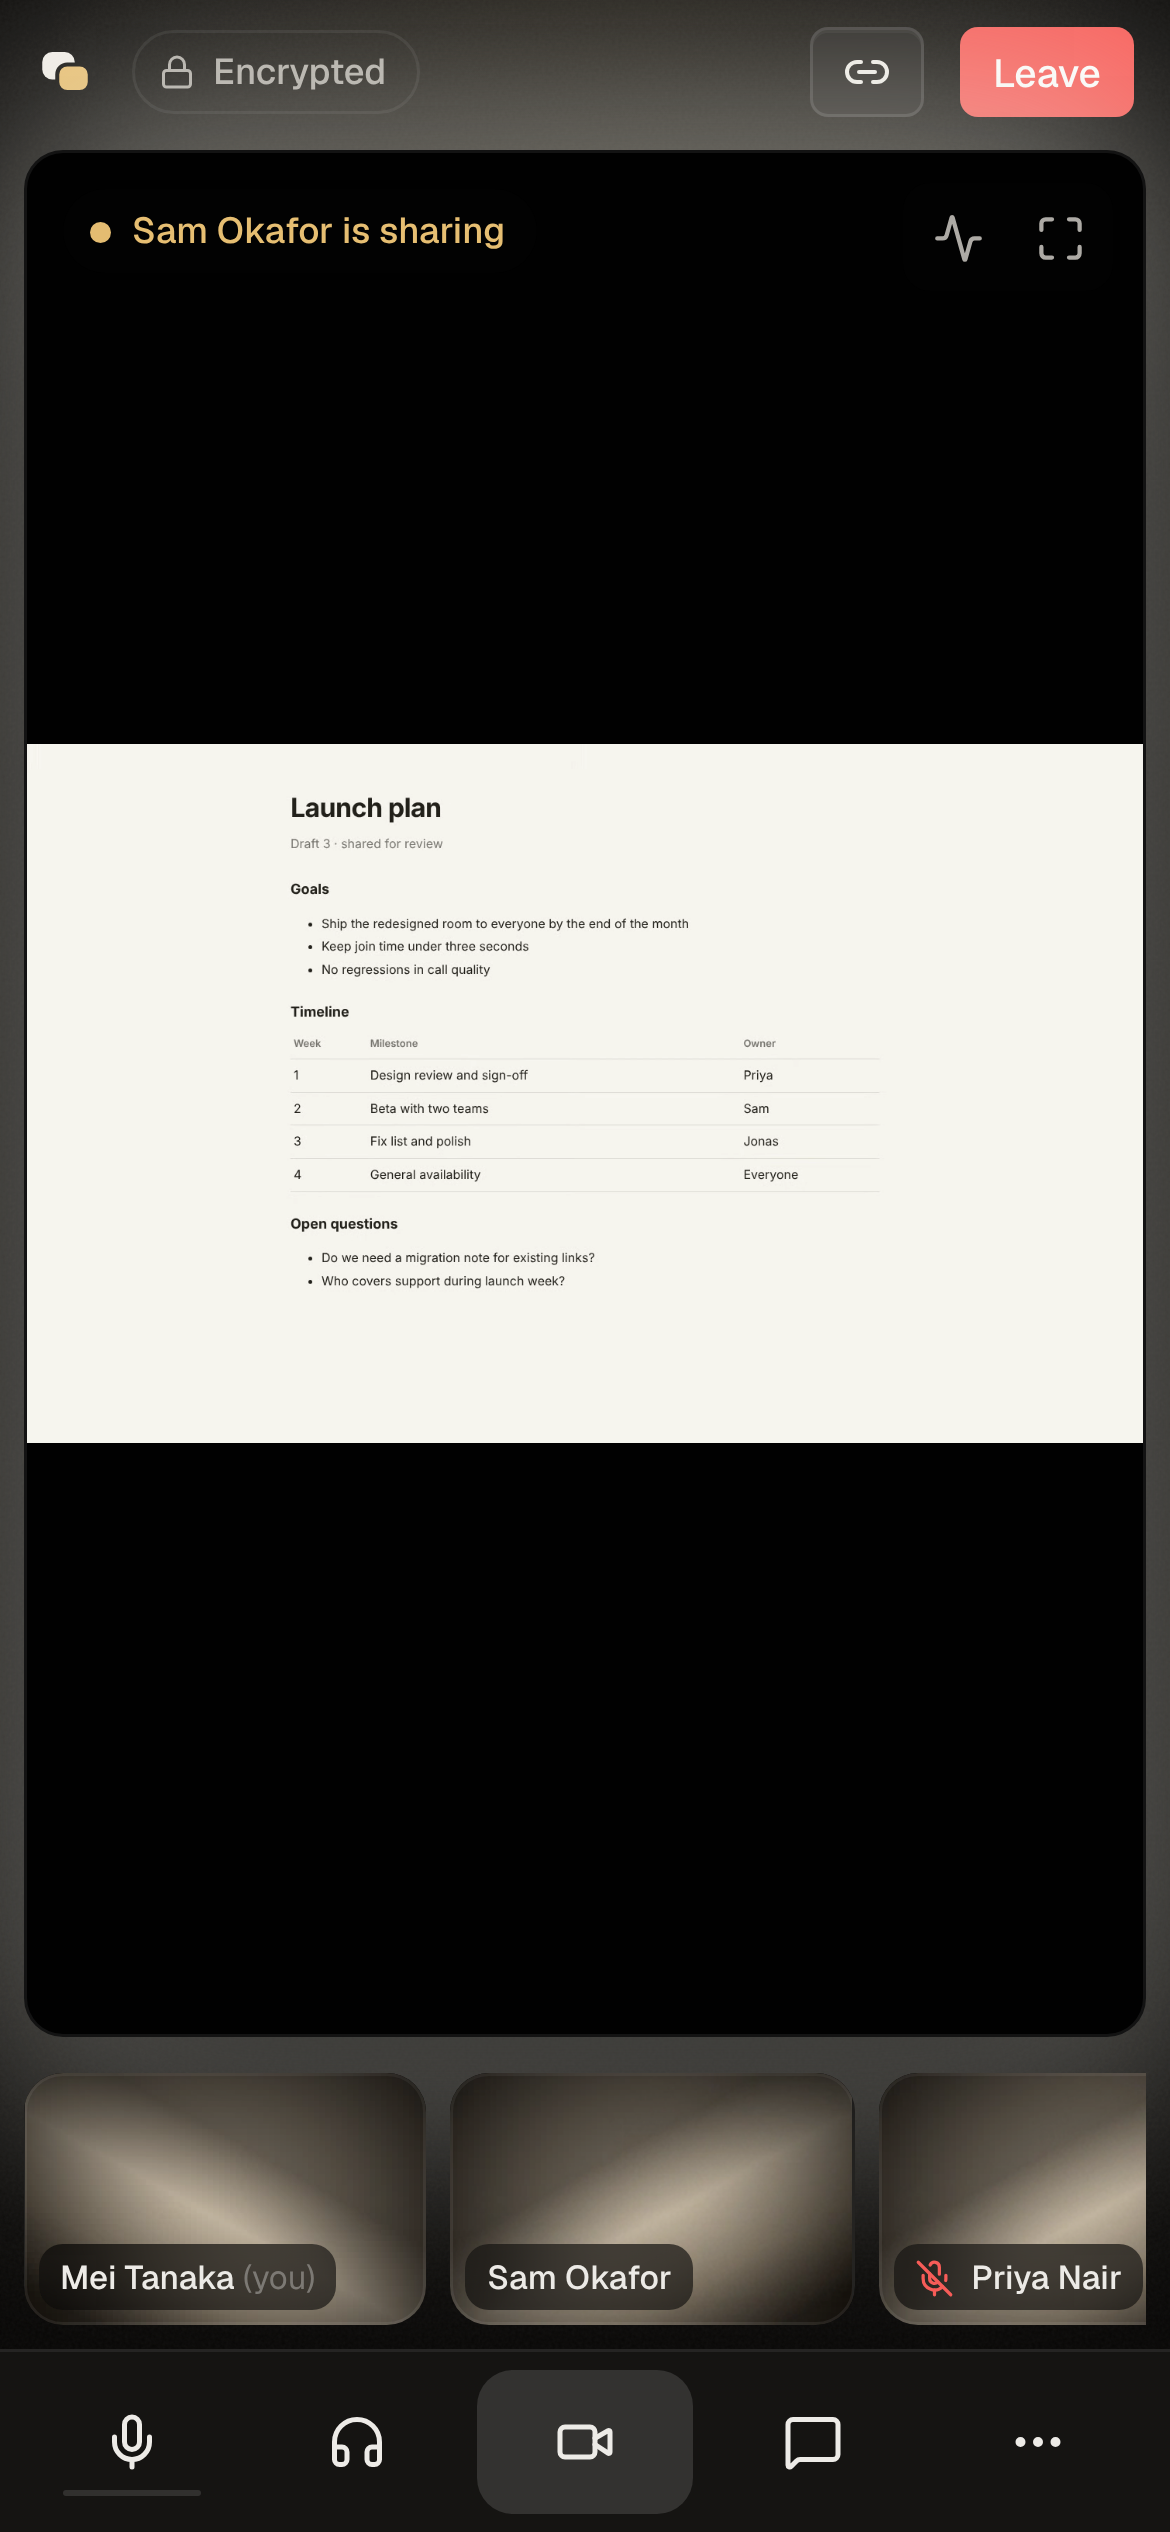 Encrypted
Leave
Sam Okafor is sharing
Launch plan
Draft 3 · shared for review
Goals
• Ship the redesigned room to everyone by the end of the month
• Keep join time under three seconds
• No regressions in call quality
Timeline
Week Milestone Owner
1 Design review and sign-off Priya
2 Beta with two teams Sam
3 Fix list and polish Jonas
4 General availability Everyone
Open questions
• Do we need a migration note for existing links?
• Who covers support during launch week?
Mei Tanaka (you)
Sam Okafor
Priya Nair